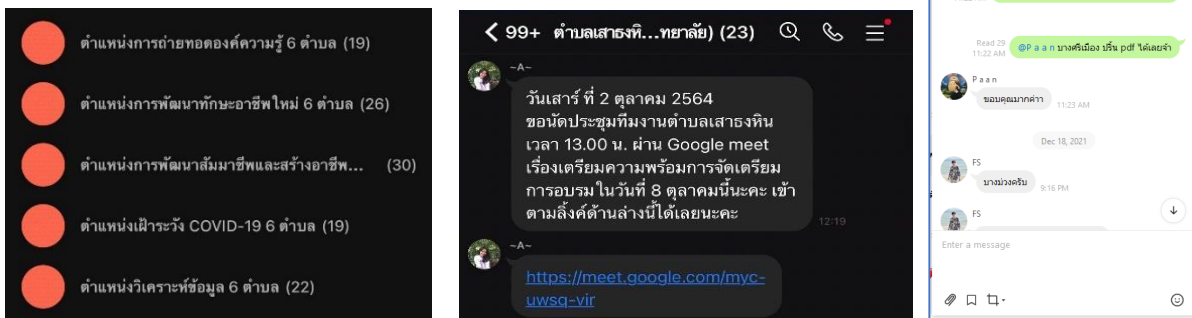 ตำแหน่งการถ่ายทอดองค์ความรู้ 6 ตำบล (19)
ตำแหน่งการพัฒนาทักษะอาชีพใหม่ 6 ตำบล (26)
ตำแหน่งการพัฒนาสัมมาชีพและสร้างอาชีพ... (30)
ตำแหน่งเฝ้าระวัง COVID-19 6 ตำบล (19)
ตำแหน่งวิเคราะห์ข้อมูล 6 ตำบล (22)
99+ ตำบลเสาธงหิ...ทยาลัย) (23)
~A~
วันเสาร์ ที่ 2 ตุลาคม 2564
ขอนัดประชุมทีมงานตำบลเสาธงหิน
เวลา 13.00 น. ผ่าน Google meet
เรื่องเตรียมความพร้อมการจัดเตรียม
การอบรมในวันที่ 8 ตุลาคมนี้นะคะ เข้า
ตามลิ้งค์ด้านล่างนี้ได้เลยนะคะ
12:19
~A~
https://meet.google.com/myc-
uwsq-vir
Read 29
11:22 AM
@P a a n บางศรีเมือง ปริ้น pdf ได้เลยจ้า
P a a n
ขอบคุณมากค่าา
11:23 AM
Dec 18, 2021
FS
บางม่วงครับ
9:16 PM
FS
Enter a message